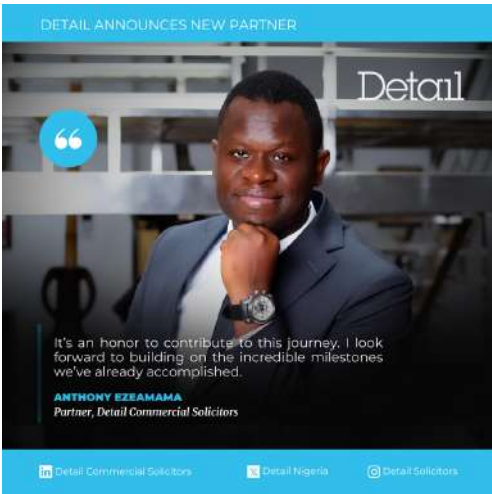 DETAIL ANNOUNCES NEW PARTNER
Detail
It's an honor to contribute to this journey. I look
forward to building on the incredible milestones
we've already accomplished.
ANTHONY EZEAMAMA
Partner, Detail Commercial Solicitors
Detail Commercial Solicitors
Detail Nigeria
Detail Solicitors